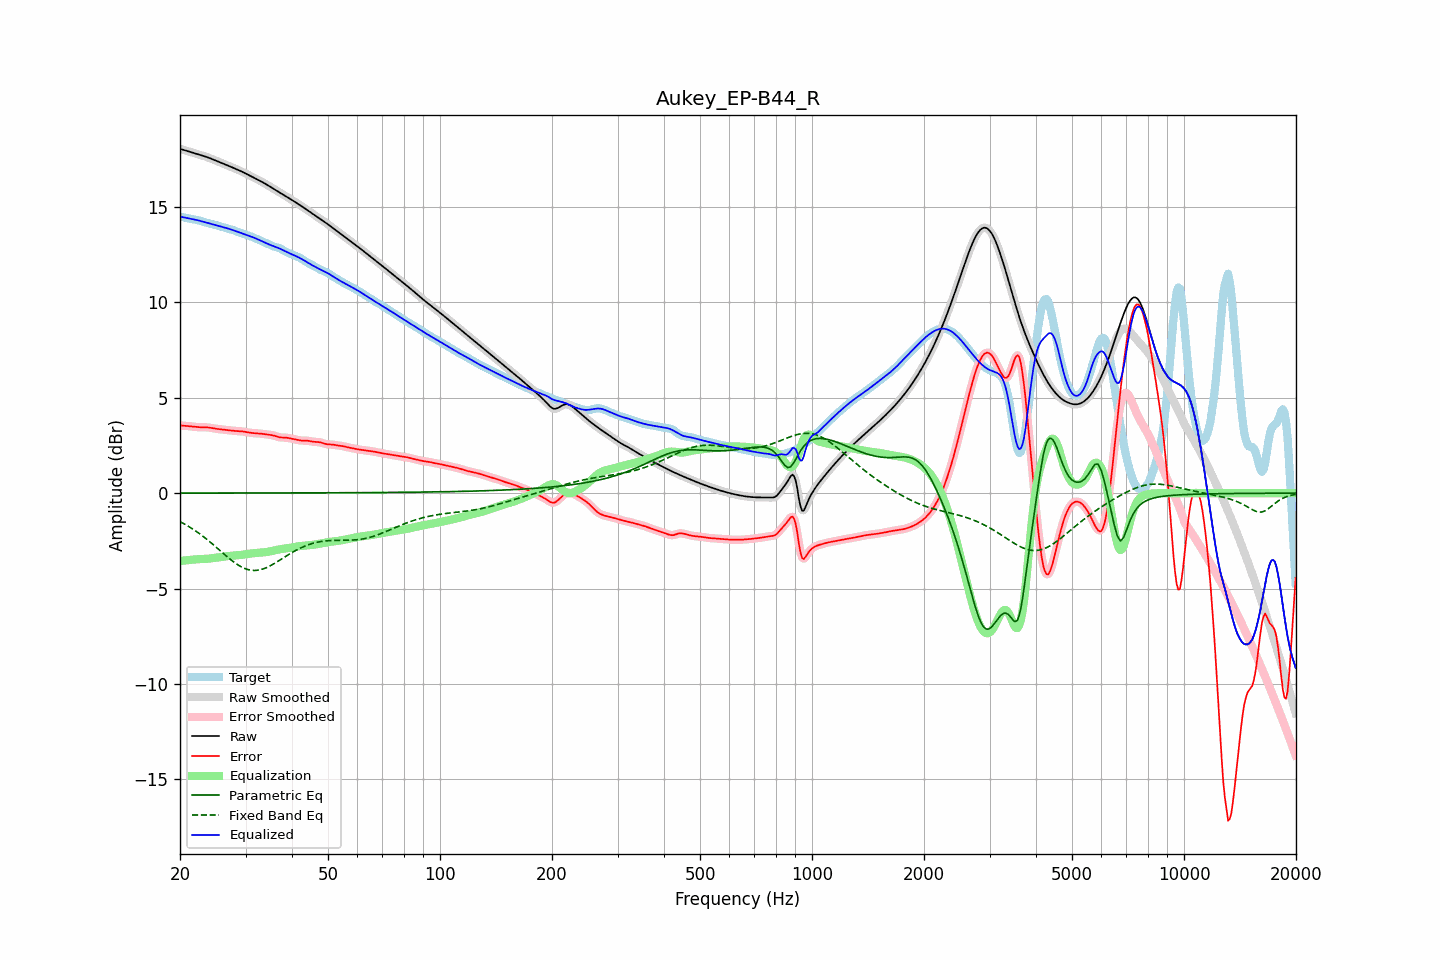 Aukey_EP-B44_R
Amplitude (dBr)
15
10
5
0
−5
−10
−15
Target
Raw Smoothed
Error Smoothed
Raw
Error
Equalization
Parametric Eq
Fixed Band Eq
Equalized
20 50 100 200 500 1000 2000 5000 10000 20000
Frequency (Hz)